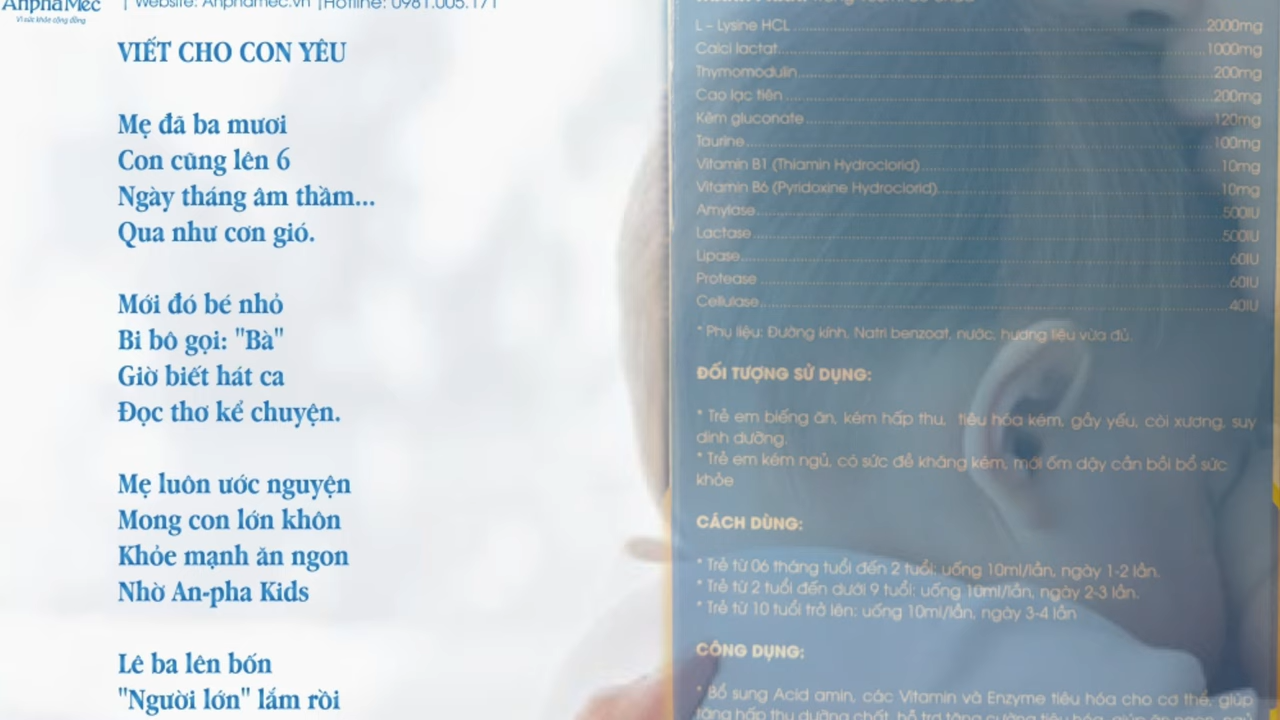 AnphaMec
Vì sức khỏe cộng đồng
| Website: Anphamec.vn |Hotline: 0981.005.171
VIẾT CHO CON YÊU
Mẹ đã ba mươi
Con cũng lên 6
Ngày tháng âm thầm...
Qua như cơn gió.
Mới đó bé nhỏ
Bi bô gọi: "Bà"
Giờ biết hát ca
Đọc thơ kể chuyện.
Mẹ luôn ước nguyện
Mong con lớn khôn
Khỏe mạnh ăn ngon
Nhờ An-pha Kids
Lê ba lên bốn
"Người lớn" lắm rồi
L – Lysine HCL 2000mg
Calci lactat 1000mg
Thymomodulin 200mg
Cao lạc tiên 200mg
Kẽm gluconate 120mg
Taurine 100mg
Vitamin B1 (Thiamin Hydroclorid) 10mg
Vitamin B6 (Pyridoxine Hydroclorid) 10mg
Amylase 500IU
Lactase 500IU
Lipase 60IU
Protease 60IU
Cellulase 40IU
* Phụ liệu: Đường kính, Natri benzoat, nước, hương liệu vừa đủ.
ĐỐI TƯỢNG SỬ DỤNG:
* Trẻ em biếng ăn, kém hấp thu, tiêu hóa kém, gầy yếu, còi xương, suy
dinh dưỡng.
* Trẻ em kém ngủ, có sức đề kháng kém, mới ốm dậy cần bồi bổ sức
khỏe
CÁCH DÙNG:
* Trẻ từ 06 tháng tuổi đến 2 tuổi: uống 10ml/lần, ngày 1-2 lần.
* Trẻ từ 2 tuổi đến dưới 9 tuổi: uống 10ml/lần, ngày 2-3 lần.
* Trẻ từ 10 tuổi trở lên: uống 10ml/lần, ngày 3-4 lần
CÔNG DỤNG:
* Bổ sung Acid amin, các Vitamin và Enzyme tiêu hóa cho cơ thể, giúp